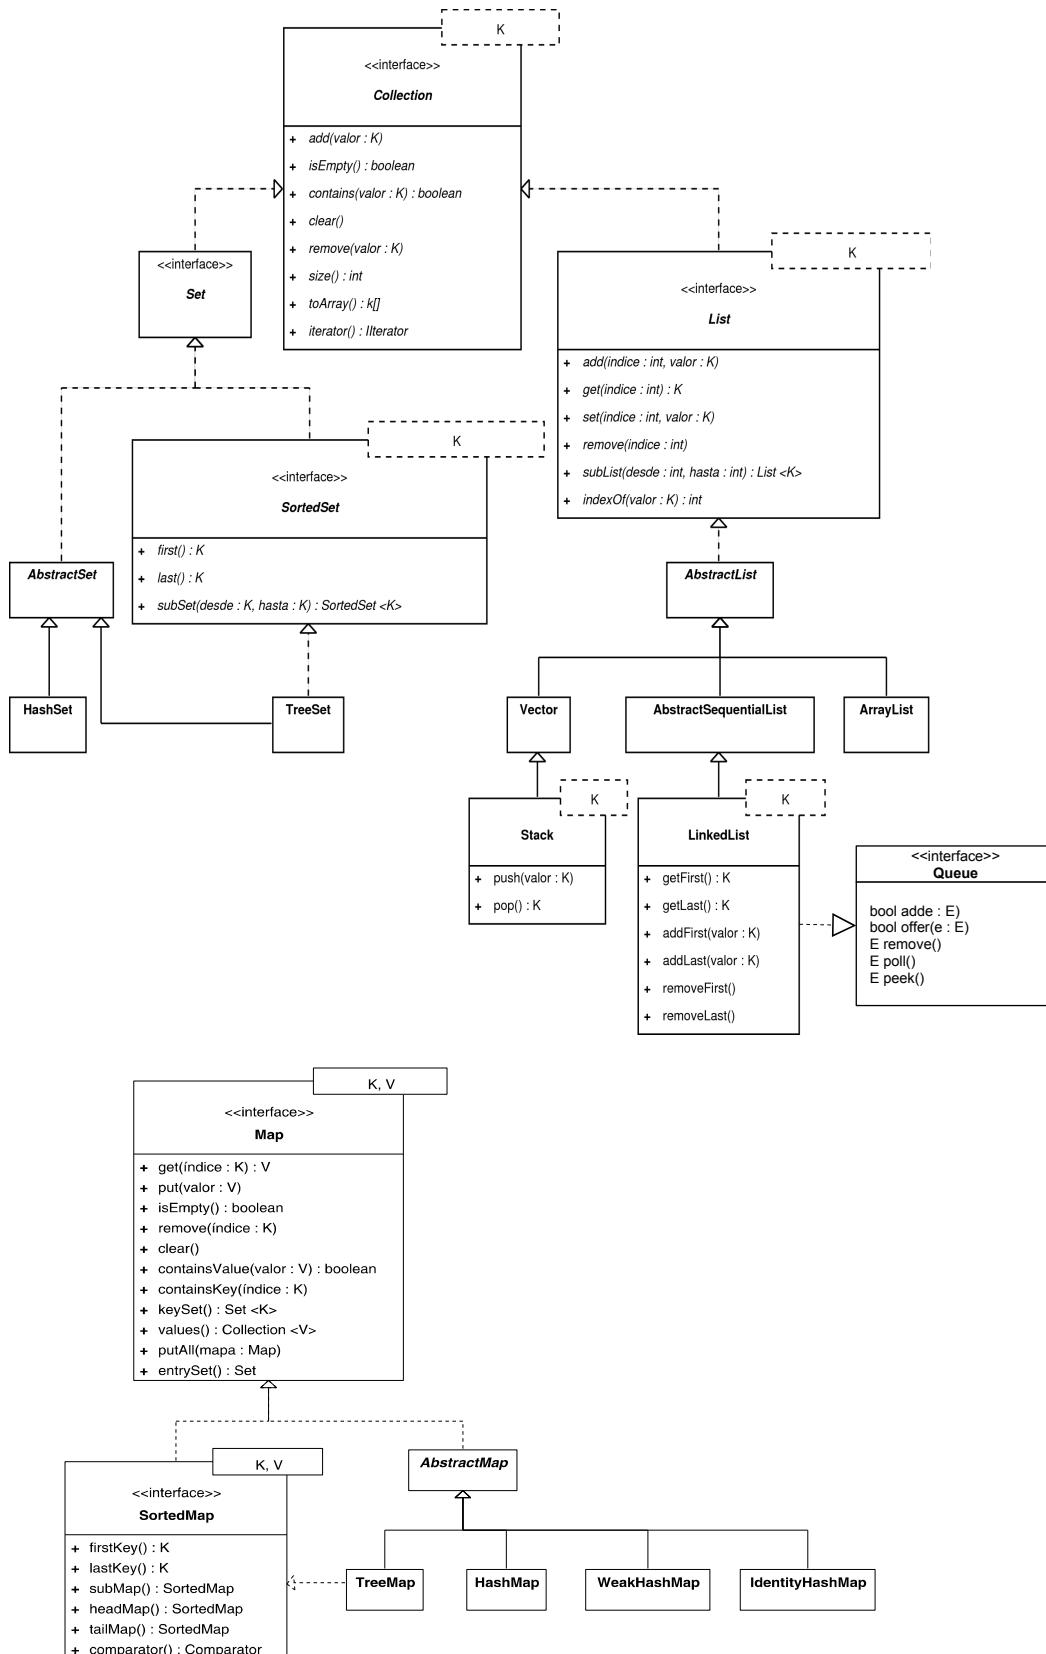 K
<<interface>>
Collection
+ add(valor : K)
+ isEmpty() : boolean
+ contains(valor : K) : boolean
+ clear()
+ remove(valor : K)
+ size() : int
+ toArray() : k[]
+ iterator() : IIterator
<<interface>>
Set
K
<<interface>>
List
+ add(indice : int, valor : K)
+ get(indice : int) : K
+ set(indice : int, valor : K)
+ remove(indice : int)
+ subList(desde : int, hasta : int) : List <K>
+ indexOf(valor : K) : int
K
<<interface>>
SortedSet
+ first() : K
+ last() : K
+ subSet(desde : K, hasta : K) : SortedSet <K>
AbstractSet
AbstractList
HashSet
TreeSet
Vector
AbstractSequentialList
ArrayList
K
Stack
+ push(valor : K)
+ pop() : K
K
LinkedList
+ getFirst() : K
+ getLast() : K
+ addFirst(valor : K)
+ addLast(valor : K)
+ removeFirst()
+ removeLast()
<<interface>>
Queue
bool adde : E)
bool offer(e : E)
E remove()
E poll()
E peek()
K, V
<<interface>>
Map
+ get(índice : K) : V
+ put(valor : V)
+ isEmpty() : boolean
+ remove(índice : K)
+ clear()
+ containsValue(valor : V) : boolean
+ containsKey(índice : K)
+ keySet() : Set <K>
+ values() : Collection <V>
+ putAll(mapa : Map)
+ entrySet() : Set
K, V
<<interface>>
SortedMap
+ firstKey() : K
+ lastKey() : K
+ subMap() : SortedMap
+ headMap() : SortedMap
+ tailMap() : SortedMap
+ comparator() : Comparator
AbstractMap
TreeMap
HashMap
WeakHashMap
IdentityHashMap